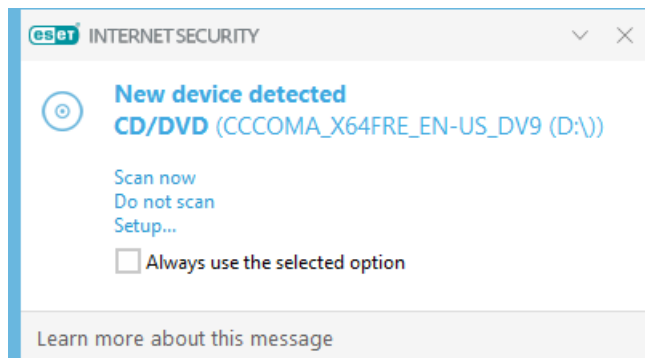 eset INTERNET SECURITY
New device detected
CD/DVD (CCCOMA_X64FRE_EN-US_DV9 (D:\))
Scan now
Do not scan
Setup...
Always use the selected option
Learn more about this message